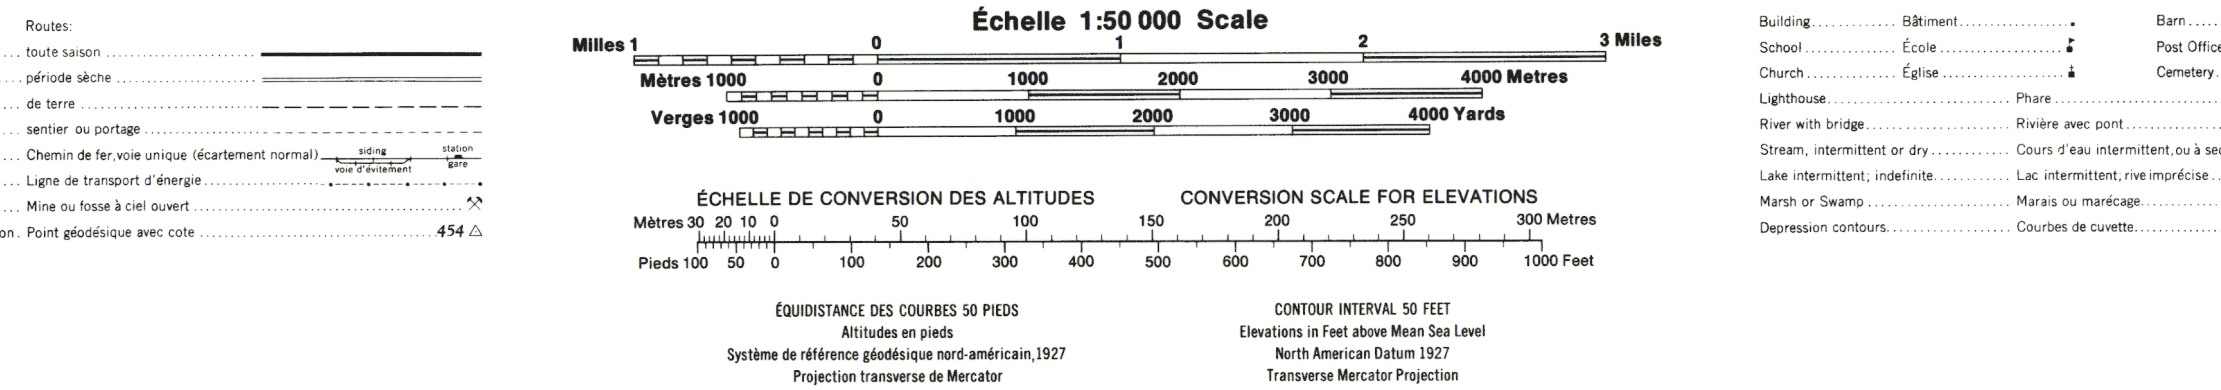 Routes:
... toute saison
... période sèche
... de terre
... sentier ou portage
... Chemin de fer, voie unique (écartement normal) siding voie d'évitement station gare
... Ligne de transport d'énergie
... Mine ou fosse à ciel ouvert
on. Point géodésique avec cote 454
Échelle 1:50 000 Scale
Milles 1 0 1 2 3 Miles
Mètres 1000 0 1000 2000 3000 4000 Metres
Verges 1000 0 1000 2000 3000 4000 Yards
ÉCHELLE DE CONVERSION DES ALTITUDES CONVERSION SCALE FOR ELEVATIONS
Mètres 30 20 10 0 50 100 150 200 250 300 Metres
Pieds 100 50 0 100 200 300 400 500 600 700 800 900 1000 Feet
ÉQUIDISTANCE DES COURBES 50 PIEDS
Altitudes en pieds
Système de référence géodésique nord-américain, 1927
Projection transverse de Mercator
CONTOUR INTERVAL 50 FEET
Elevations in Feet above Mean Sea Level
North American Datum 1927
Transverse Mercator Projection
Building Bâtiment Barn
School École Post Office
Church Église Cemetery
Lighthouse Phare
River with bridge Rivière avec pont
Stream, intermittent or dry Cours d'eau intermittent, ou à sec
Lake intermittent; indefinite Lac intermittent; rive imprécise
Marsh or Swamp Marais ou marécage
Depression contours Courbes de cuvette